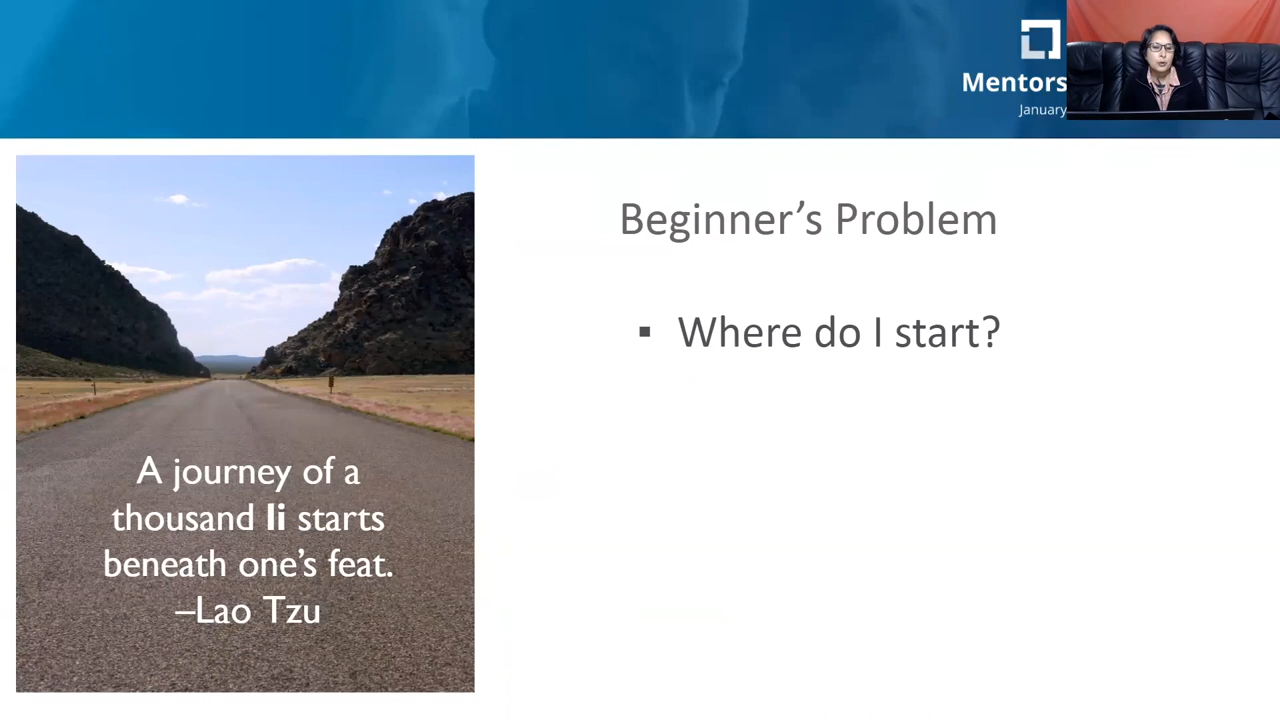 Mentors
January
Beginner’s Problem
▪ Where do I start?
A journey of a
thousand li starts
beneath one’s feat.
–Lao Tzu